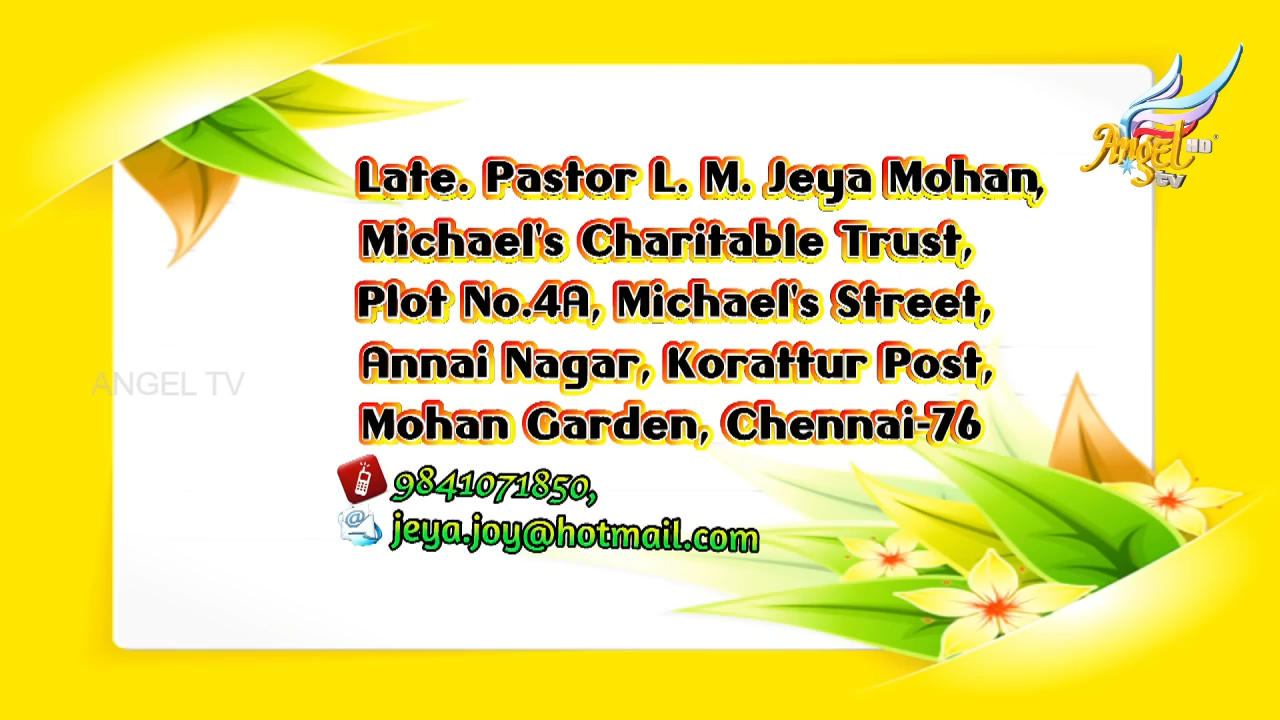 Late. Pastor L. M. Jeya Mohan,
Michael's Charitable Trust,
Plot No.4A, Michael's Street,
Annai Nagar, Korattur Post,
Mohan Garden, Chennai-76
9841071850,
jeya.joy@hotmail.com
ANGEL TV
Angel HD
tv